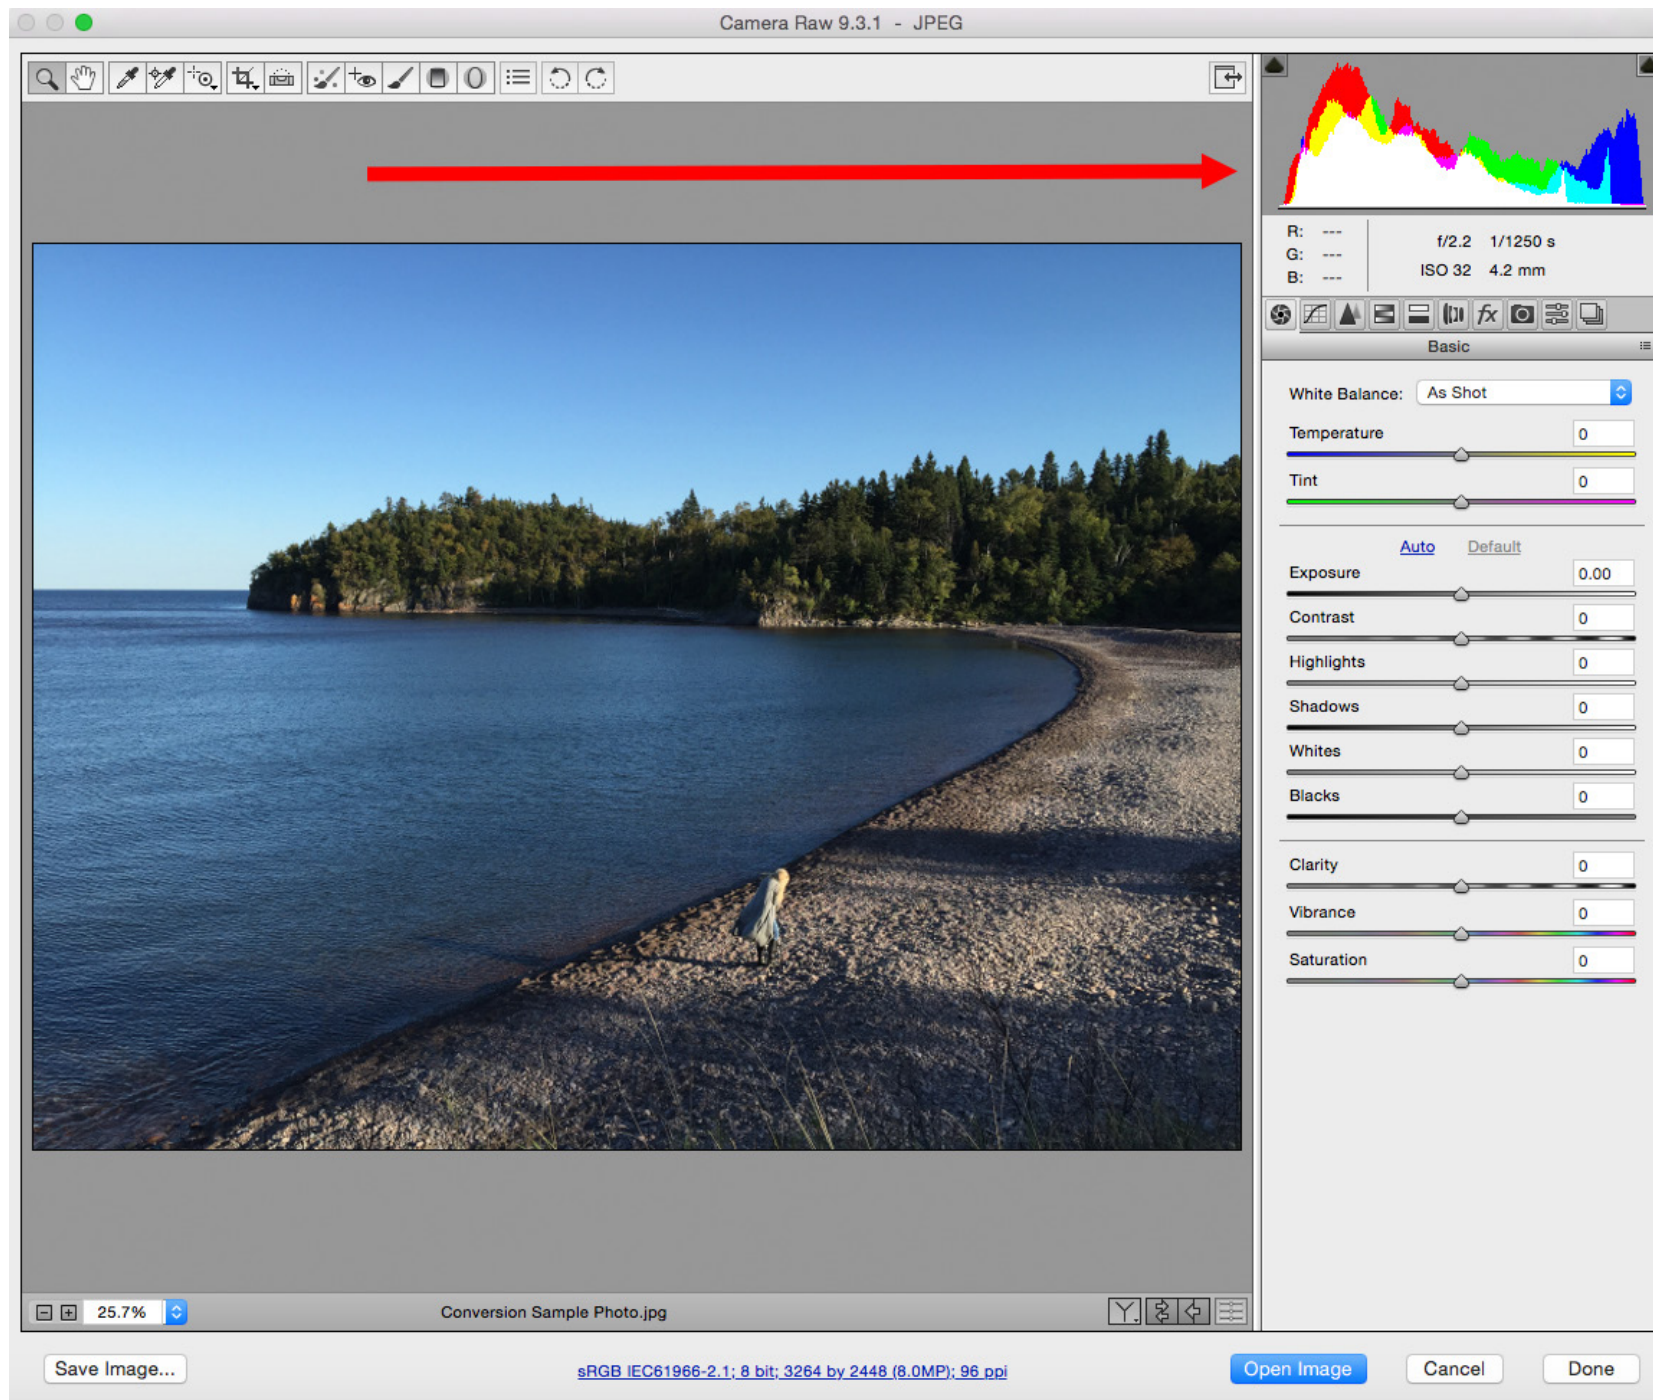 Camera Raw 9.3.1 - JPEG
R: ---
G: ---
B: ---
f/2.2 1/1250 s
ISO 32 4.2 mm
fx
Basic
White Balance: As Shot
Temperature 0
Tint 0
Auto Default
Exposure 0.00
Contrast 0
Highlights 0
Shadows 0
Whites 0
Blacks 0
Clarity 0
Vibrance 0
Saturation 0
25.7% Conversion Sample Photo.jpg Y
Save Image... sRGB IEC61966-2.1; 8 bit; 3264 by 2448 (8.0MP); 96 ppi Open Image Cancel Done